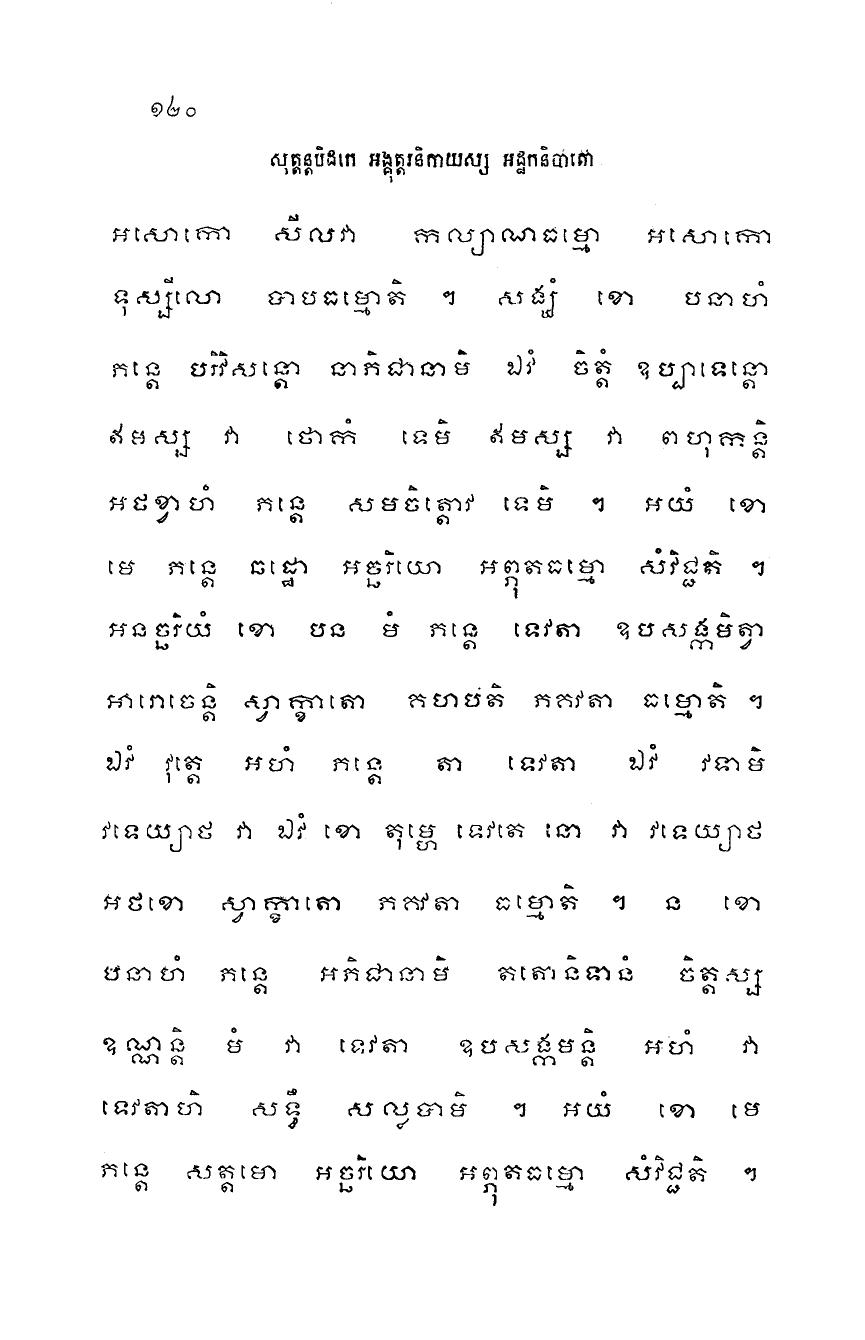 ១៤០
សុត្តន្តបិដកេ អង្គុត្តរនិកាយស្ស អដ្ឋកនិបាតោ
អសោកោ សីលវា កល្យាណធម្មោ អសោកោ
ទុស្សីលោ បាបធម្មោតិ ។ សង្ឃំ ខោ បនាហំ
ភន្តេ បរិវិសន្តោ នាភិជានាមិ ឯវំ ចិត្តំ ឧប្បាទេន្តោ
ឥមស្ស វា ថោកំ ទេមិ ឥមស្ស វា ពហុកន្តិ
អថខ្វាហំ ភន្តេ សមចិត្តោវ ទេមិ ។ អយំ ខោ
មេ ភន្តេ ឆដ្ឋោ អច្ឆរិយោ អព្ភុតធម្មោ សំវិជ្ជតិ ។
អនច្ឆរិយំ ខោ បន មំ ភន្តេ ទេវតា ឧបសង្កមិត្វា
អារោចេន្តិ ស្វាក្ខាតោ គហបតិ ភគវតា ធម្មោតិ ។
ឯវំ វុត្តេ អហំ ភន្តេ តា ទេវតា ឯវំ វទាមិ
វទេយ្យាថ វា ឯវំ ខោ តុម្ហេ ទេវតេ នោ វា វទេយ្យាថ
អថខោ ស្វាក្ខាតោ ភគវតា ធម្មោតិ ។ ន ខោ
បនាហំ ភន្តេ អភិជានាមិ តតោនិទានំ ចិត្តស្ស
ឧណ្ណន្តិ មំ វា ទេវតា ឧបសង្កមន្តិ អហំ វា
ទេវតាហិ សទ្ធឹ សល្លបាមិ ។ អយំ ខោ មេ
ភន្តេ សត្តមោ អច្ឆរិយោ អព្ភុតធម្មោ សំវិជ្ជតិ ។